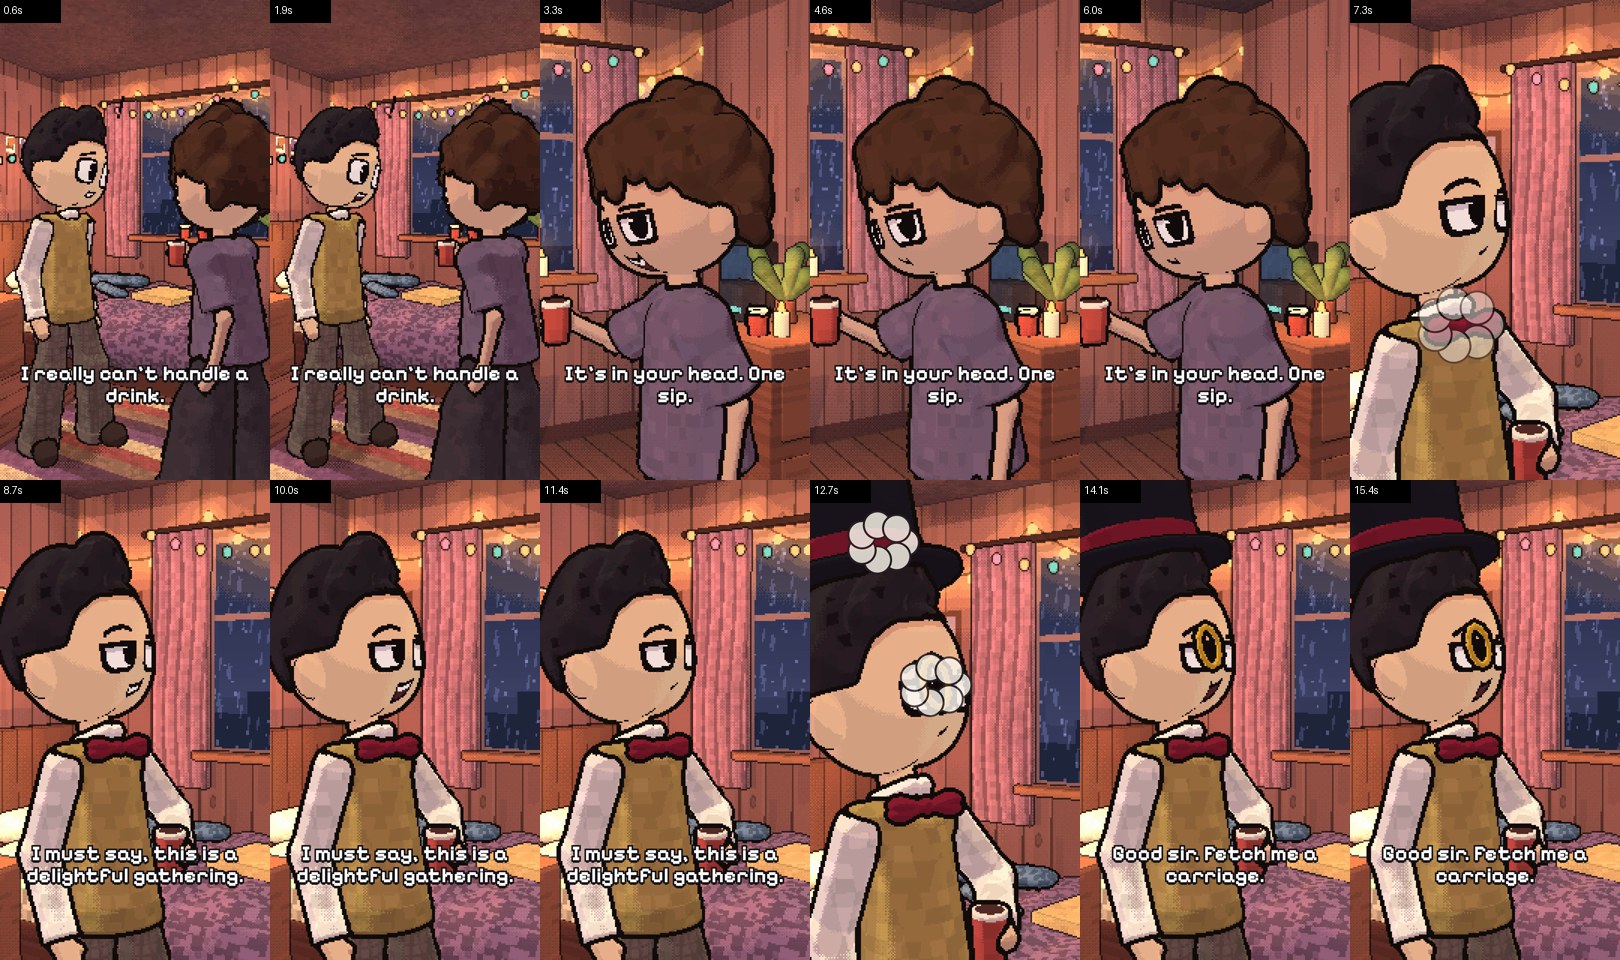 0.6s
1.9s
3.3s
4.6s
6.0s
7.3s
I really can't handle a
drink.
I really can't handle a
drink.
It's in your head. One
sip.
It's in your head. One
sip.
It's in your head. One
sip.
8.7s
10.0s
11.4s
12.7s
14.1s
15.4s
I must say, this is a
delightful gathering.
I must say, this is a
delightful gathering.
I must say, this is a
delightful gathering.
Good sir. Fetch me a
carriage.
Good sir. Fetch me a
carriage.